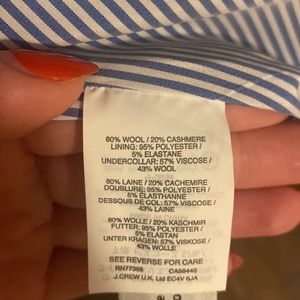 80% WOOL / 20% CASHMERE
LINING: 95% POLYESTER /
5% ELASTANE
UNDERCOLLAR: 57% VISCOSE /
43% WOOL
80% LAINE / 20% CACHEMIRE
DOUBLURE: 95% POLYESTER /
5% ELASTHANNE
DESSOUS DE COL: 57% VISCOSE /
43% LAINE
80% WOLLE / 20% KASCHMIR
FUTTER: 95% POLYESTER /
5% ELASTAN
UNTER KRAGEN: 57% VISKOSE /
43% WOLLE
SEE REVERSE FOR CARE
RN77388 CA59445
J.CREW U.K. Ltd EC4V 6JA